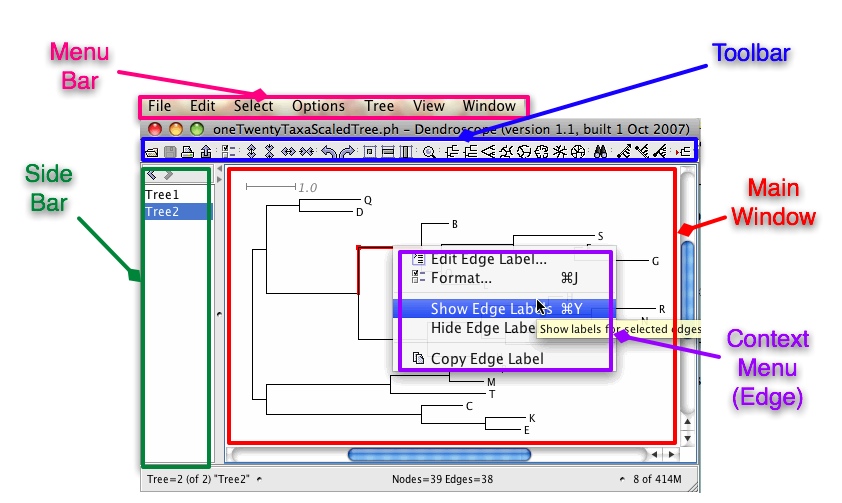 Menu
Bar
Toolbar
File Edit Select Options Tree View Window
oneTwentyTaxaScaledTree.ph – Dendroscope (version 1.1, built 1 Oct 2007)
Side
Bar
Tree1
Tree2
Main
Window
1.0
Q
D
B
S
G
Edit Edge Label...
Format... ⌘J
Show Edge Labels ⌘Y
R
Hide Edge Labe
Show labels for selected edges
Copy Edge Label
Context
Menu
(Edge)
M
T
C
K
E
Tree=2 (of 2) "Tree2"
Nodes=39 Edges=38
8 of 414M